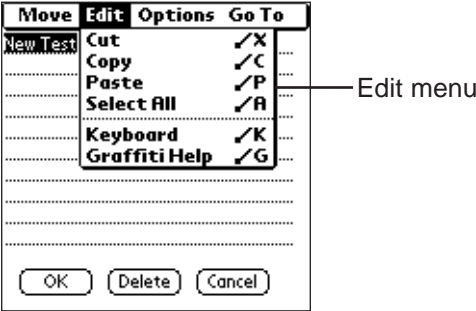 Move Edit Options Go To
New Test
Cut ／X
Copy ／C
Paste ／P
Select All ／A
Keyboard ／K
Graffiti Help ／G
Edit menu
OK Delete Cancel